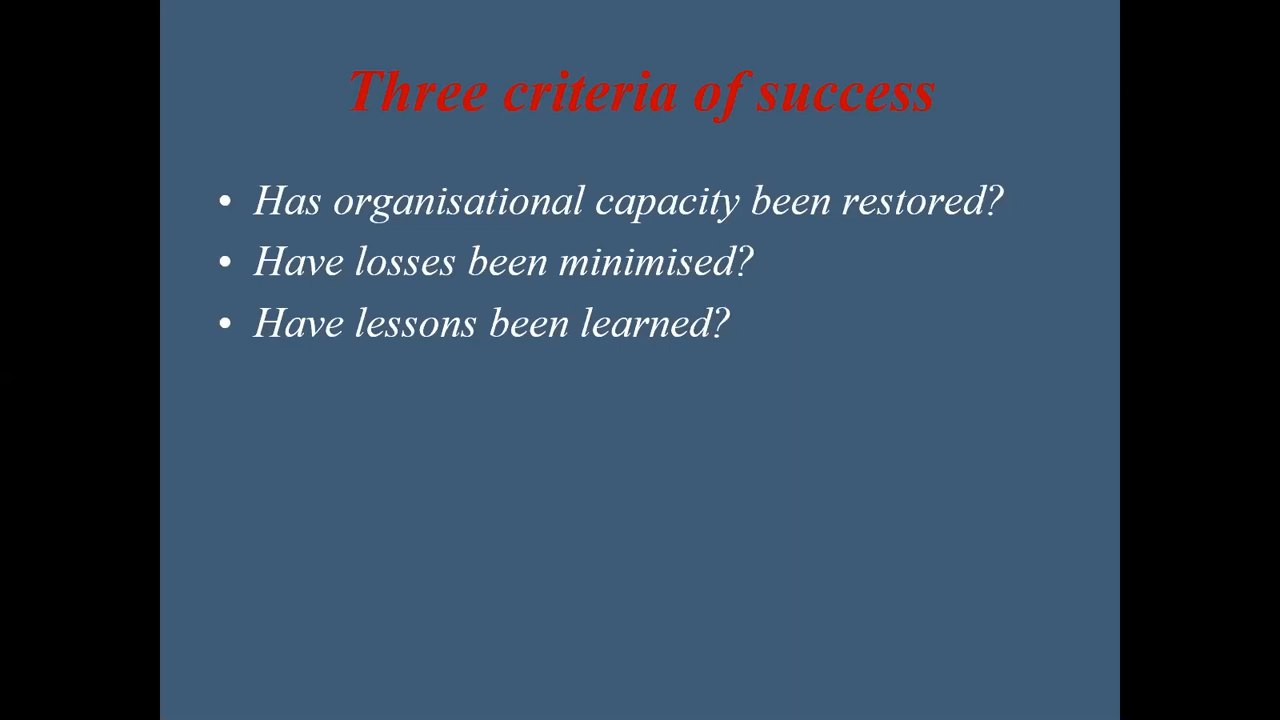 Three criteria of success
• Has organisational capacity been restored?
• Have losses been minimised?
• Have lessons been learned?